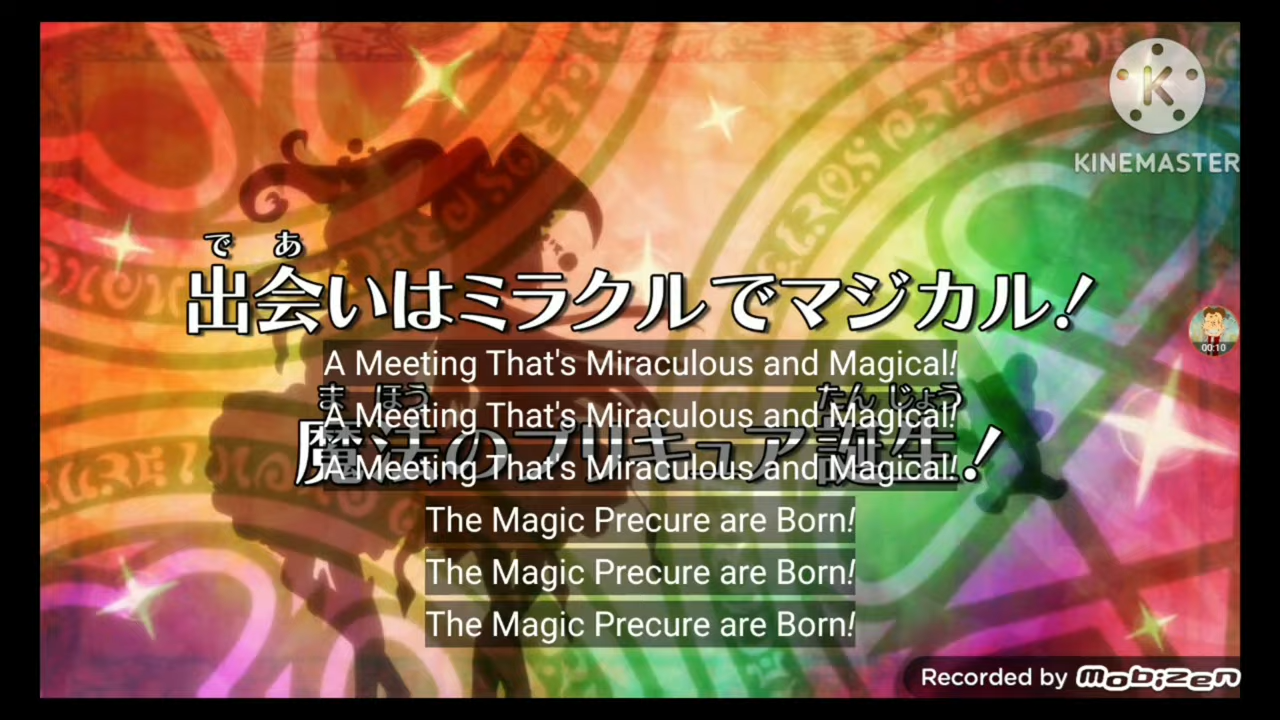 K
KINEMASTER
で あ
出会いはミラクルでマジカル!
00:10
A Meeting That's Miraculous and Magical!
ま ほう たん じょう
A Meeting That's Miraculous and Magical!
魔法のプリキュア誕生!
A Meeting That's Miraculous and Magical!
The Magic Precure are Born!
The Magic Precure are Born!
The Magic Precure are Born!
Recorded by mobizen